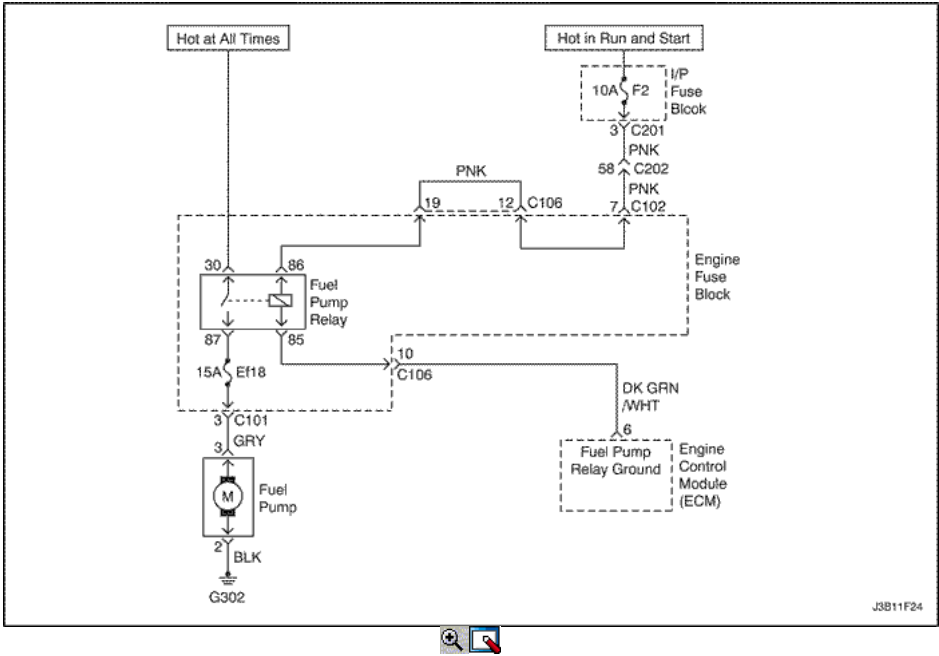 Hot at All Times
Hot in Run and Start
10A F2
I/P
Fuse
Blcok
3 C201
PNK
58 C202
PNK
7 C102
PNK
19
12 C106
30
86
Fuel
Pump
Relay
87
85
Engine
Fuse
Block
15A Ef18
10
C106
3 C101
GRY
3
DK GRN
/WHT
6
Fuel Pump
Relay Ground
Engine
Control
Module
(ECM)
M
Fuel
Pump
2
BLK
G302
J3B11F24